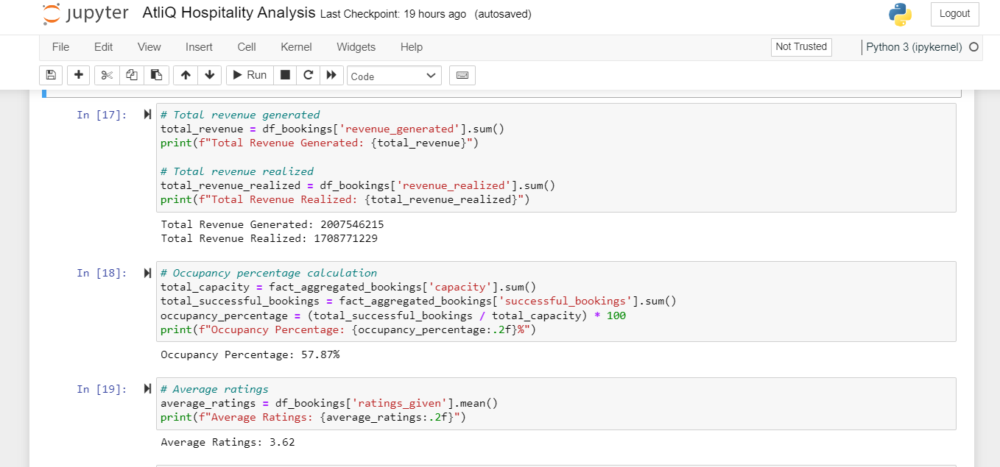 jupyter AtliQ Hospitality Analysis Last Checkpoint: 19 hours ago (autosaved) Logout
File Edit View Insert Cell Kernel Widgets Help Not Trusted Python 3 (ipykernel)
Run Code
In [17]: # Total revenue generated
total_revenue = df_bookings['revenue_generated'].sum()
print(f"Total Revenue Generated: {total_revenue}")
# Total revenue realized
total_revenue_realized = df_bookings['revenue_realized'].sum()
print(f"Total Revenue Realized: {total_revenue_realized}")
Total Revenue Generated: 2007546215
Total Revenue Realized: 1708771229
In [18]: # Occupancy percentage calculation
total_capacity = fact_aggregated_bookings['capacity'].sum()
total_successful_bookings = fact_aggregated_bookings['successful_bookings'].sum()
occupancy_percentage = (total_successful_bookings / total_capacity) * 100
print(f"Occupancy Percentage: {occupancy_percentage:.2f}%")
Occupancy Percentage: 57.87%
In [19]: # Average ratings
average_ratings = df_bookings['ratings_given'].mean()
print(f"Average Ratings: {average_ratings:.2f}")
Average Ratings: 3.62